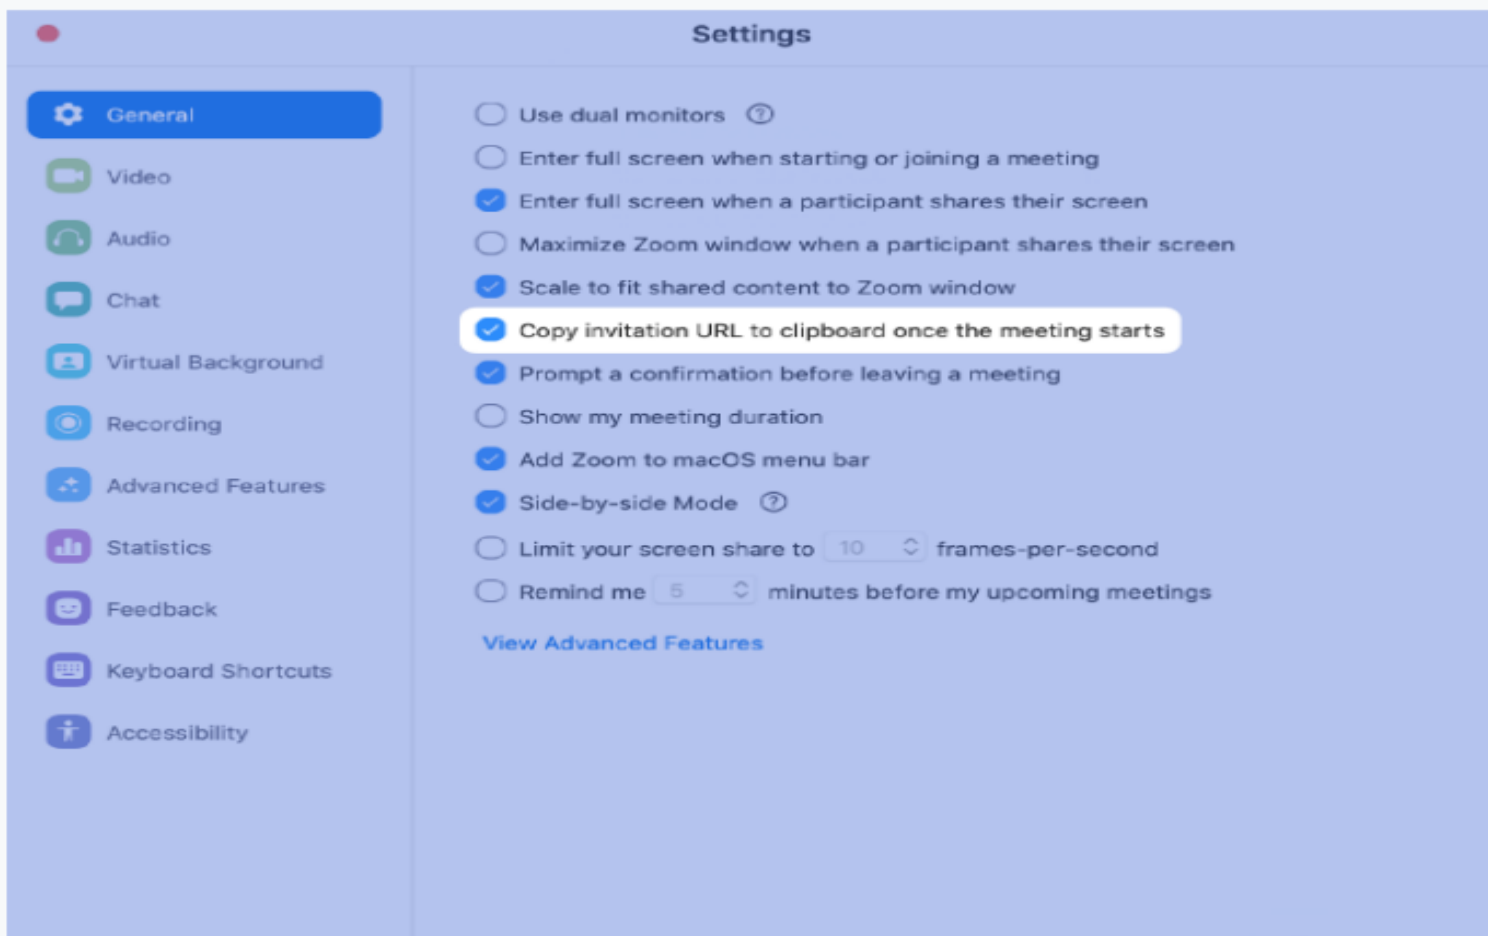 Settings
General
Video
Audio
Chat
Virtual Background
Recording
Advanced Features
Statistics
Feedback
Keyboard Shortcuts
Accessibility
Use dual monitors ?
Enter full screen when starting or joining a meeting
Enter full screen when a participant shares their screen
Maximize Zoom window when a participant shares their screen
Scale to fit shared content to Zoom window
Copy invitation URL to clipboard once the meeting starts
Prompt a confirmation before leaving a meeting
Show my meeting duration
Add Zoom to macOS menu bar
Side-by-side Mode ?
Limit your screen share to 10 frames-per-second
Remind me 5 minutes before my upcoming meetings
View Advanced Features